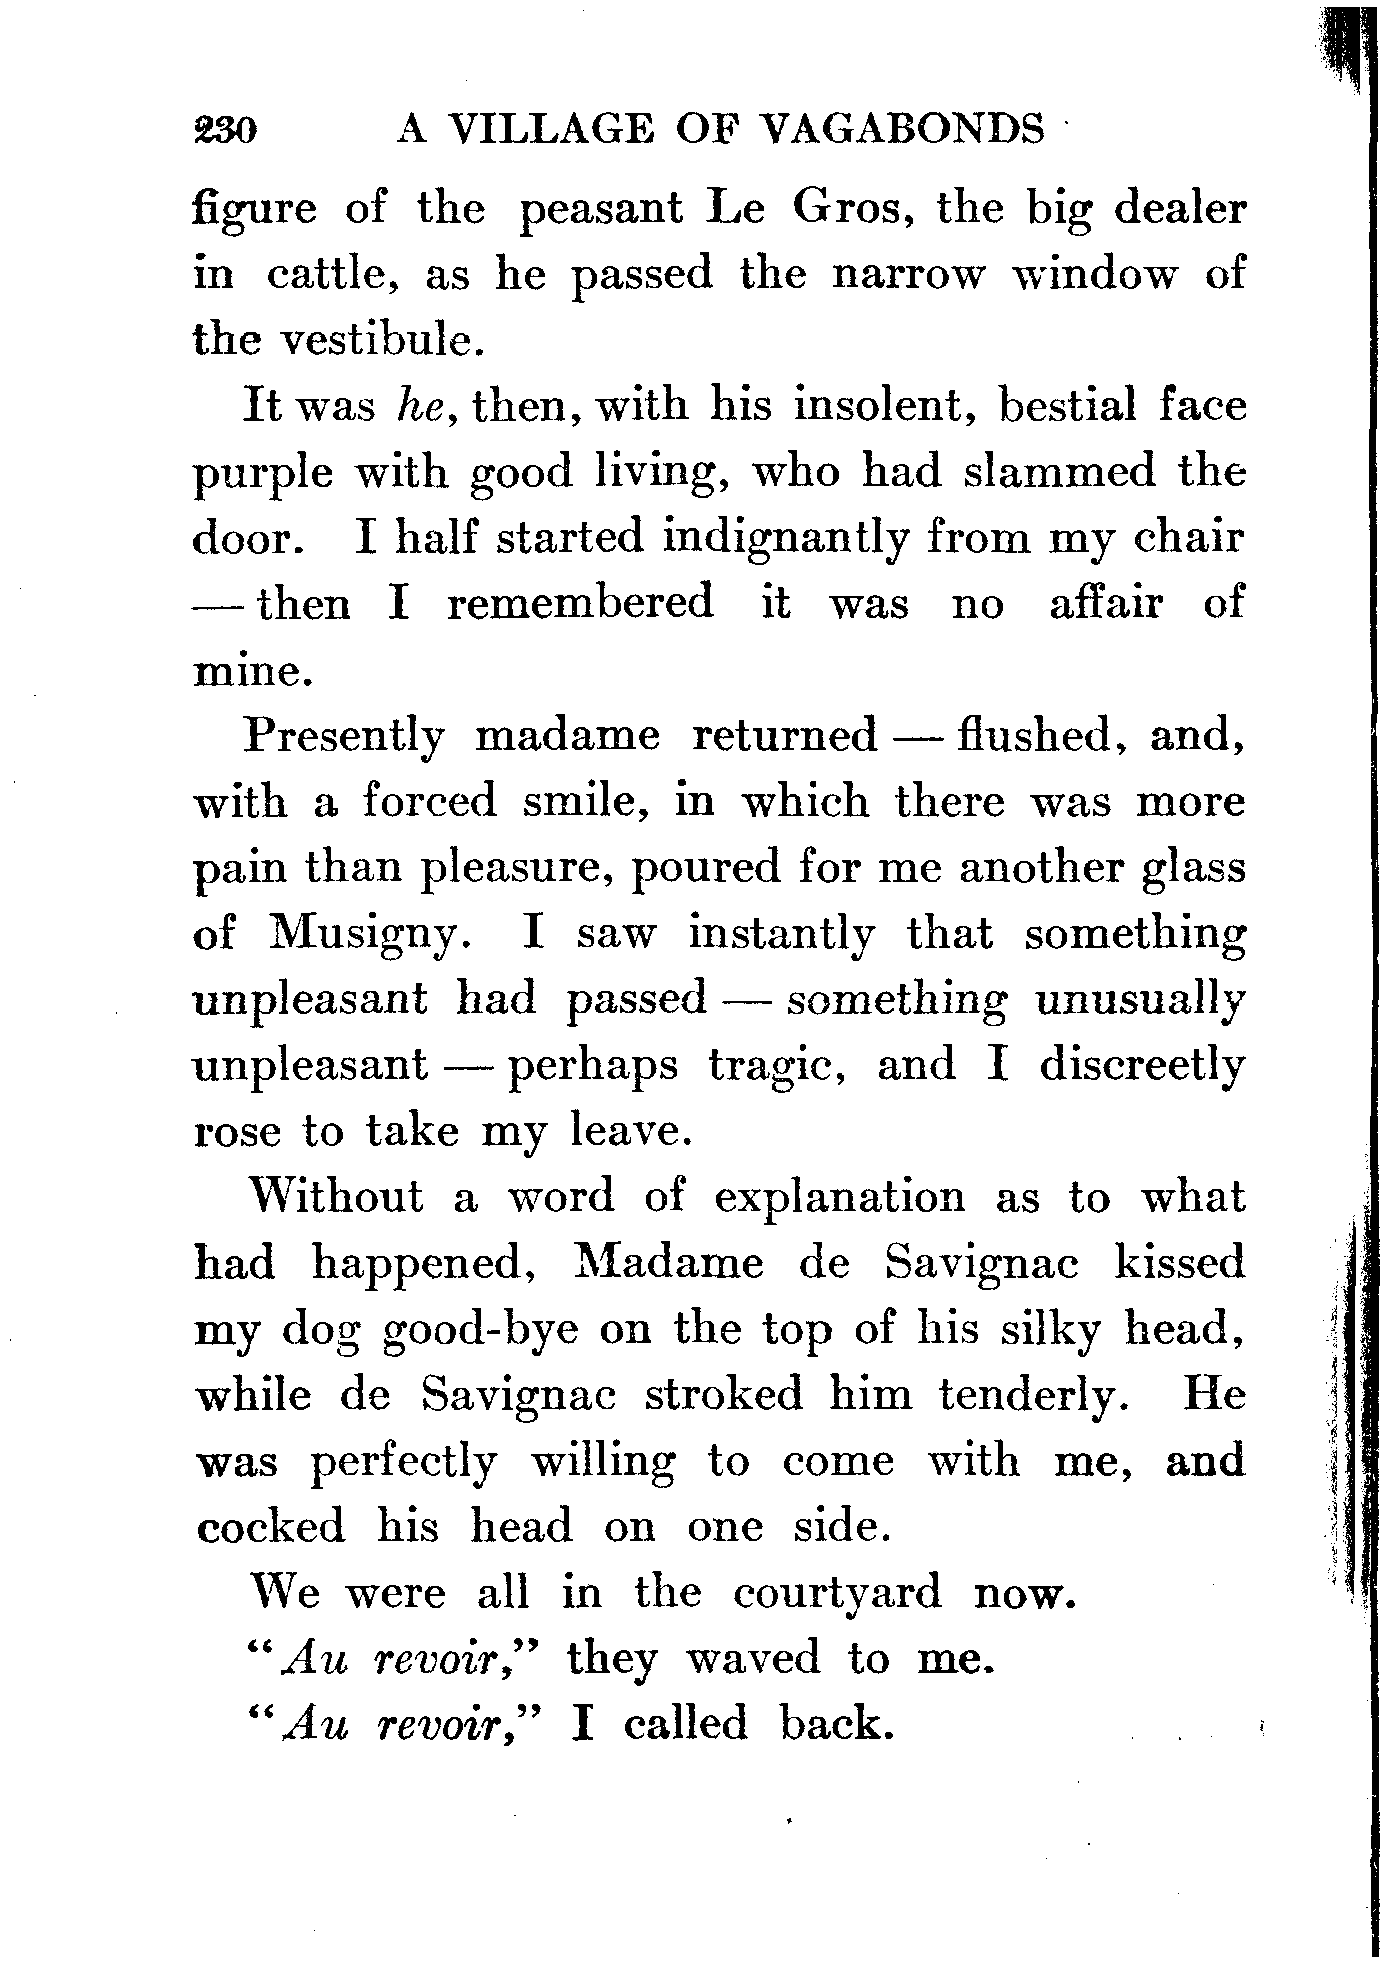 230 A VILLAGE OF VAGABONDS
figure of the peasant Le Gros, the big dealer
in cattle, as he passed the narrow window of
the vestibule.
It was he, then, with his insolent, bestial face
purple with good living, who had slammed the
door. I half started indignantly from my chair
— then I remembered it was no affair of
mine.
Presently madame returned — flushed, and,
with a forced smile, in which there was more
pain than pleasure, poured for me another glass
of Musigny. I saw instantly that something
unpleasant had passed — something unusually
unpleasant — perhaps tragic, and I discreetly
rose to take my leave.
Without a word of explanation as to what
had happened, Madame de Savignac kissed
my dog good-bye on the top of his silky head,
while de Savignac stroked him tenderly. He
was perfectly willing to come with me, and
cocked his head on one side.
We were all in the courtyard now.
"Au revoir," they waved to me.
"Au revoir," I called back.